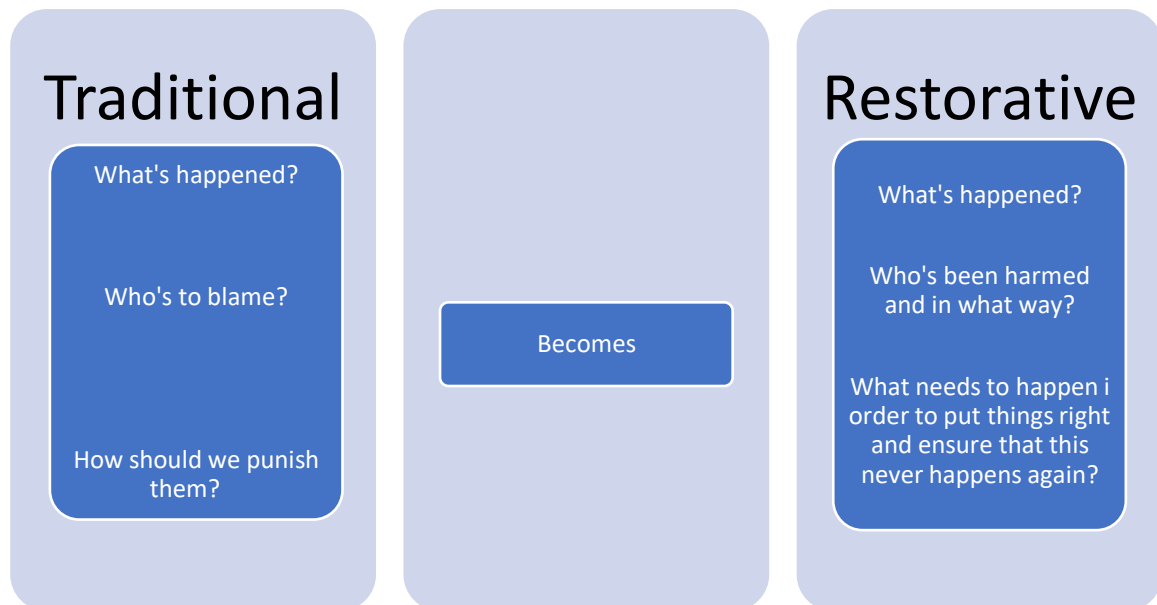 Traditional
What's happened?
Who's to blame?
How should we punish
them?
Becomes
Restorative
What's happened?
Who's been harmed
and in what way?
What needs to happen i
order to put things right
and ensure that this
never happens again?